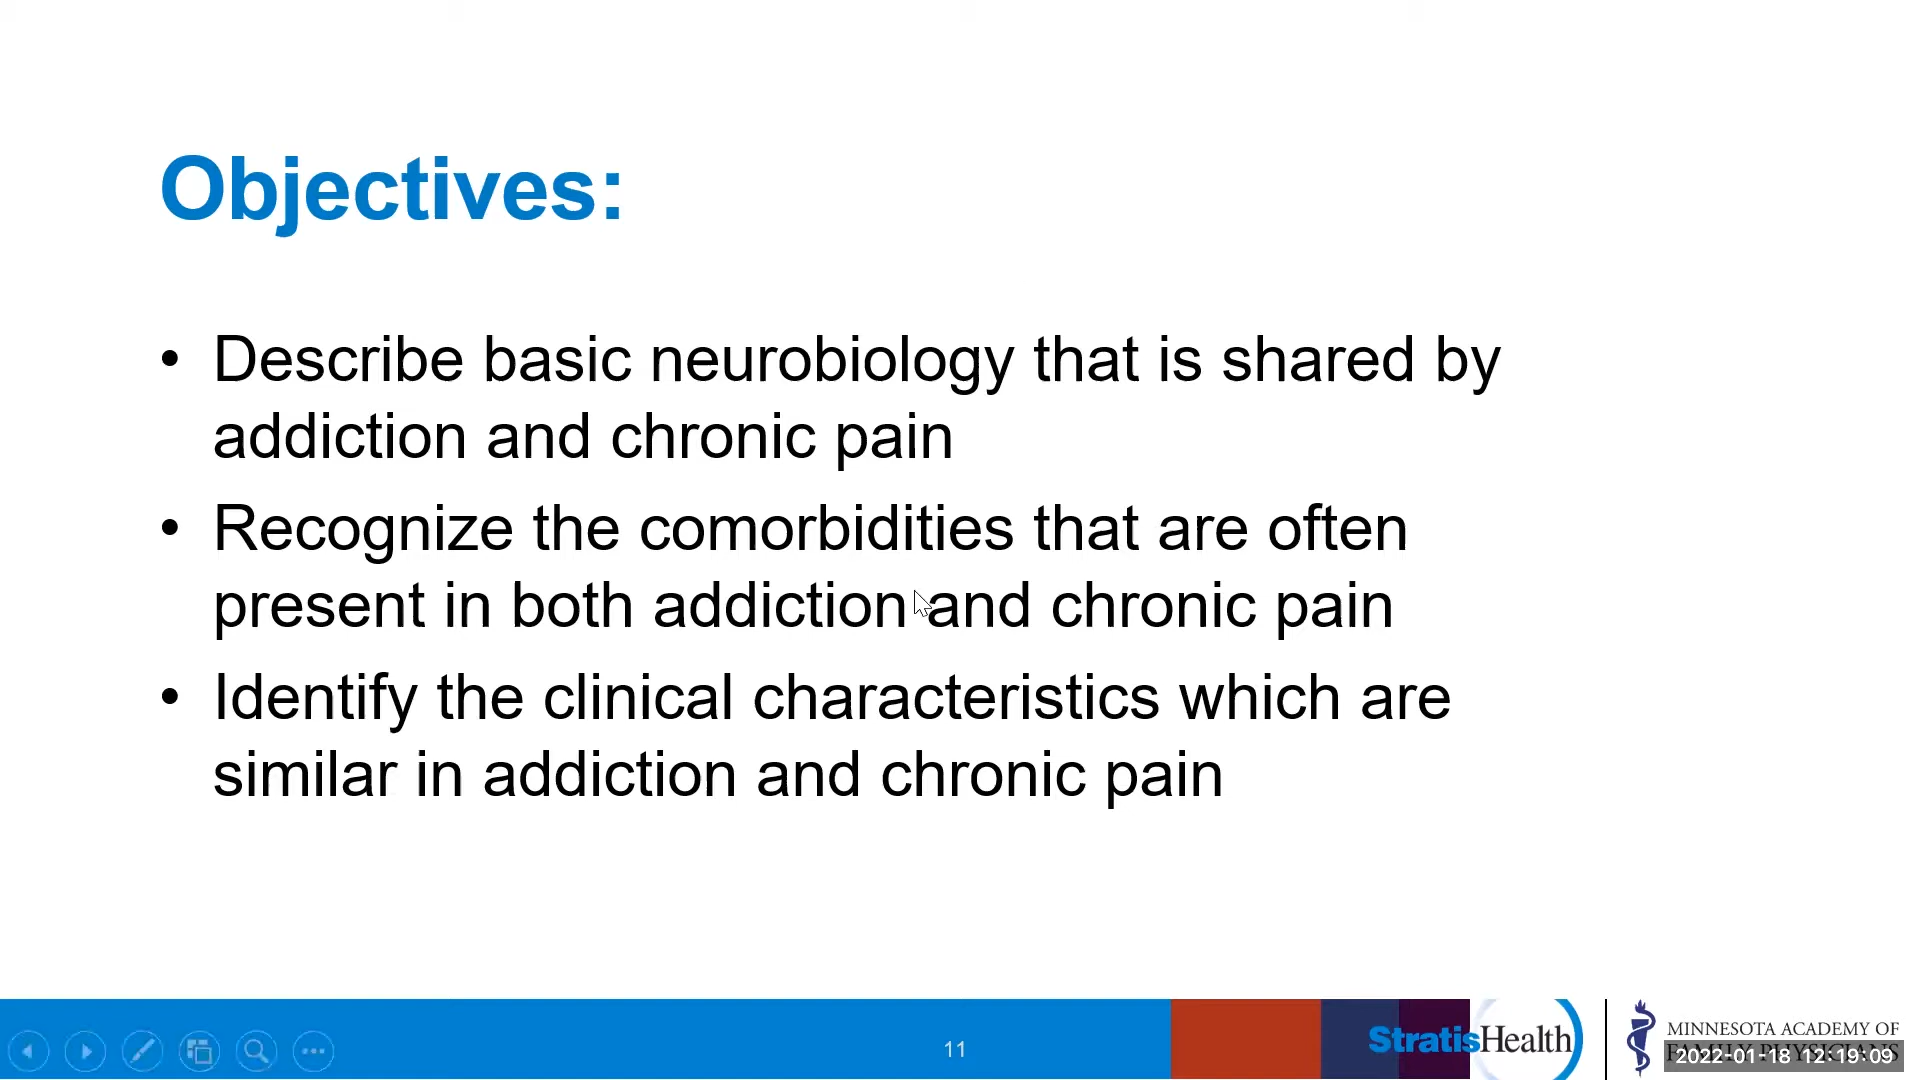 Objectives:
• Describe basic neurobiology that is shared by
addiction and chronic pain
• Recognize the comorbidities that are often
present in both addiction and chronic pain
• Identify the clinical characteristics which are
similar in addiction and chronic pain
11
StratisHealth
MINNESOTA ACADEMY OF
FAMILY PHYSICIANS
2022-01-18 12:19:09